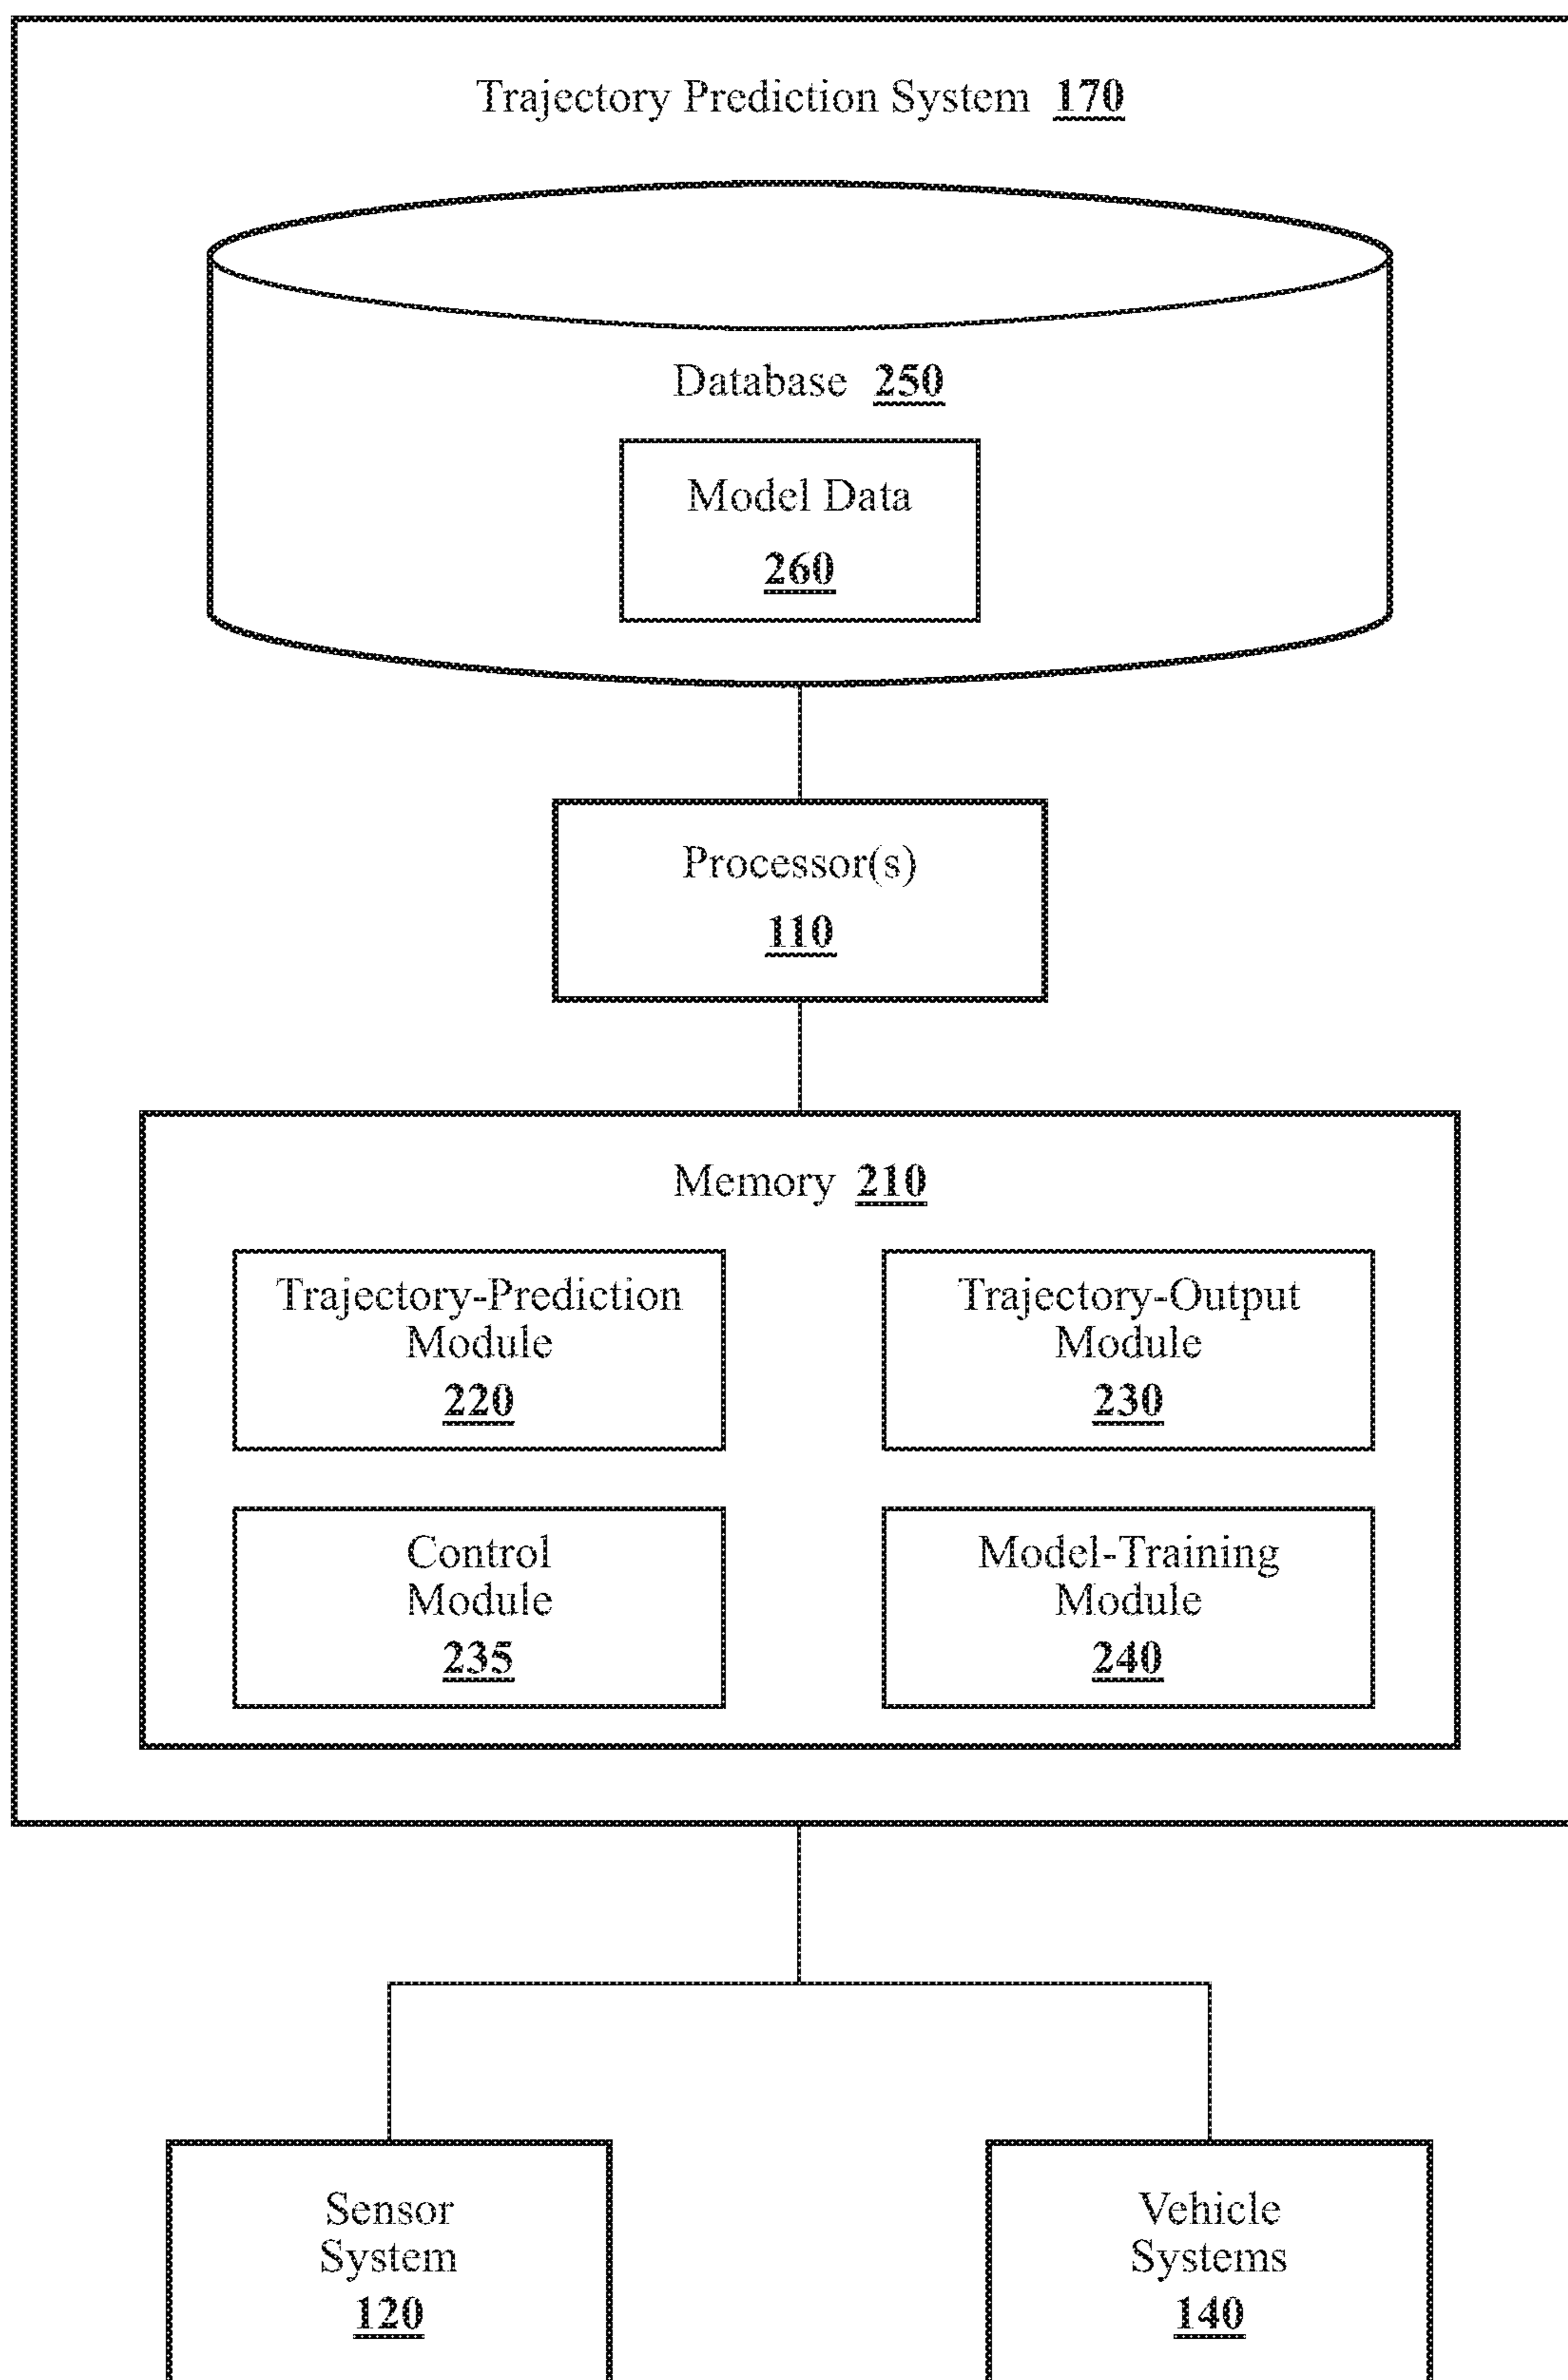 Trajectory Prediction System 170
Database 250
Model Data
260
Processor(s)
110
Memory 210
Trajectory-Prediction
Module
220
Trajectory-Output
Module
230
Control
Module
235
Model-Training
Module
240
Sensor
System
120
Vehicle
Systems
140